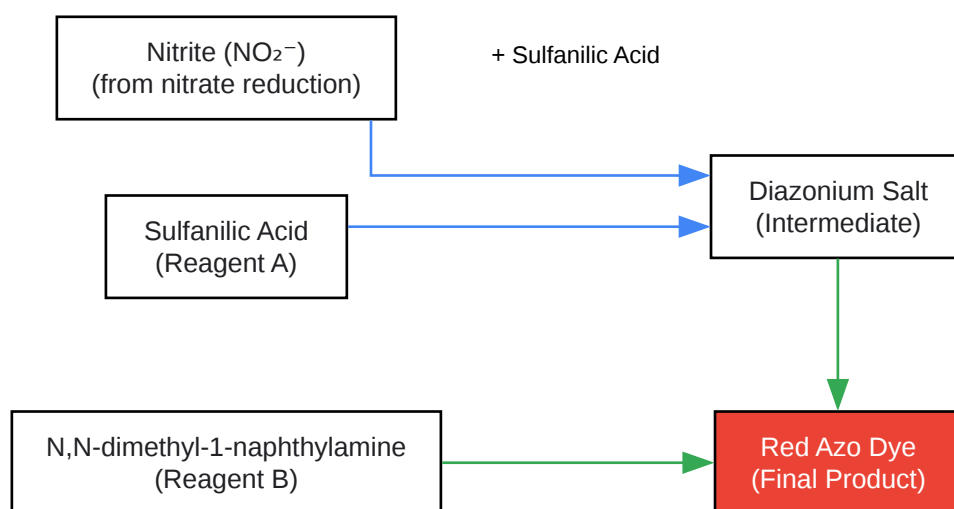 Nitrite (NO₂⁻)
(from nitrate reduction)
+ Sulfanilic Acid
Sulfanilic Acid
(Reagent A)
Diazonium Salt
(Intermediate)
N,N-dimethyl-1-naphthylamine
(Reagent B)
Red Azo Dye
(Final Product)